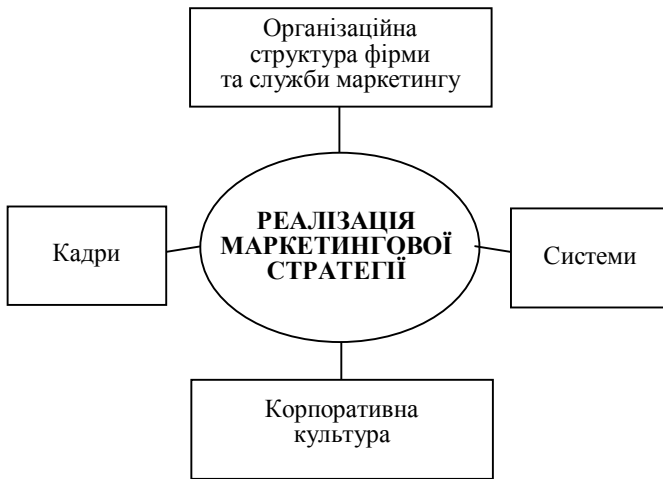 Організаційна
структура фірми
та служби маркетингу
РЕАЛІЗАЦІЯ
МАРКЕТИНГОВОЇ
СТРАТЕГІЇ
Кадри
Системи
Корпоративна
культура